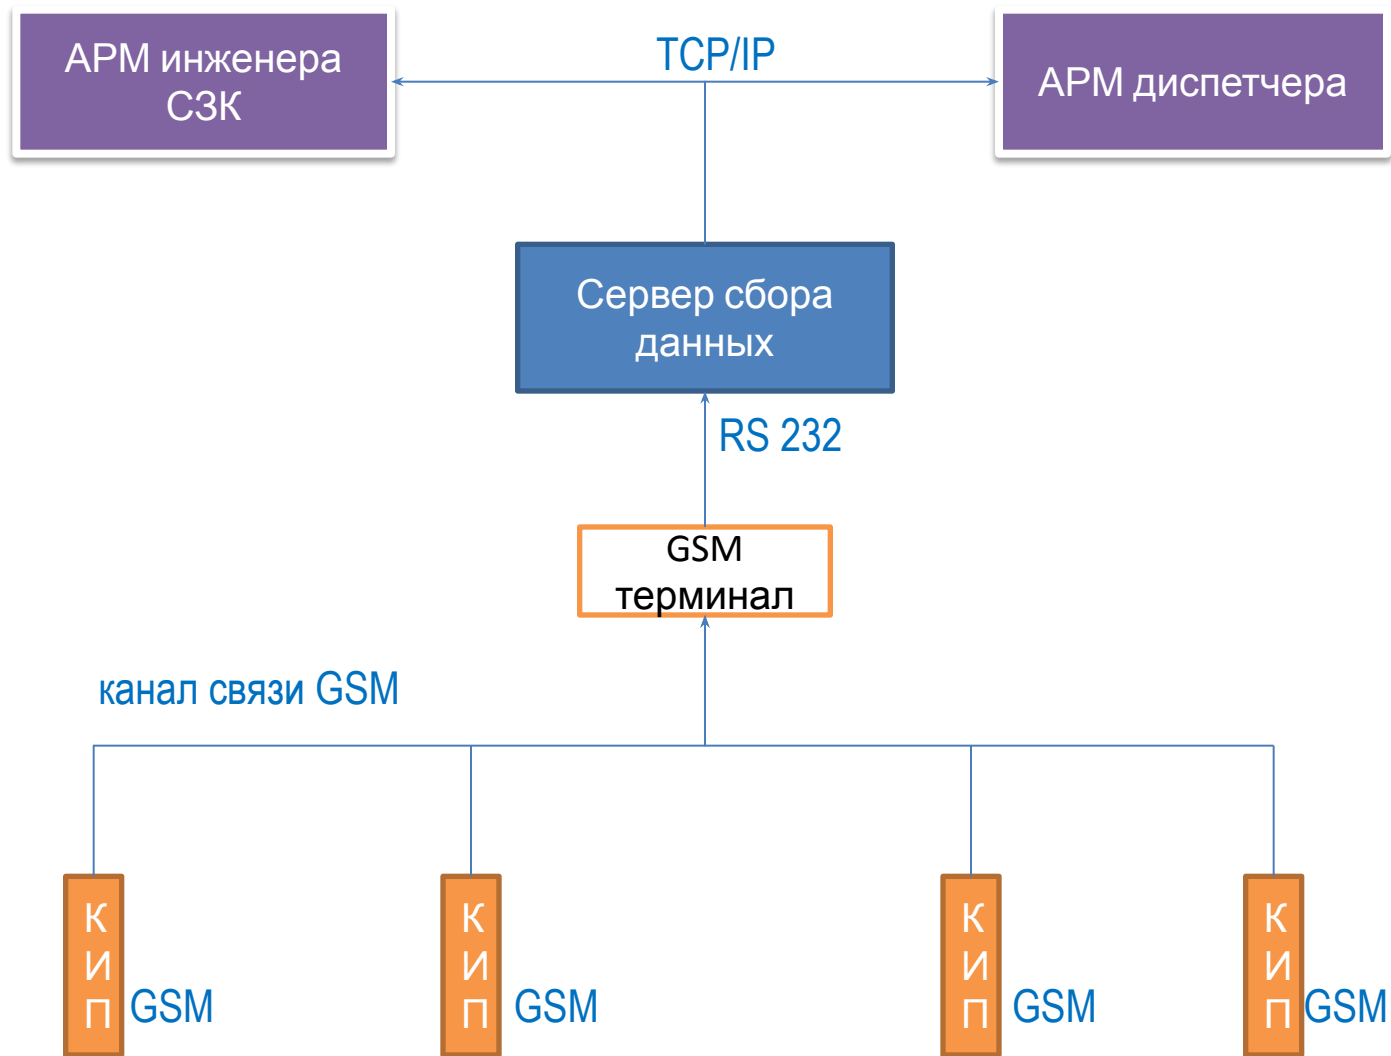 АРМ инженера
СЗК
TCP/IP
АРМ диспетчера
Сервер сбора
данных
RS 232
GSM
терминал
канал связи GSM
К
И
П
GSM
К
И
П
GSM
К
И
П
GSM
К
И
П
GSM